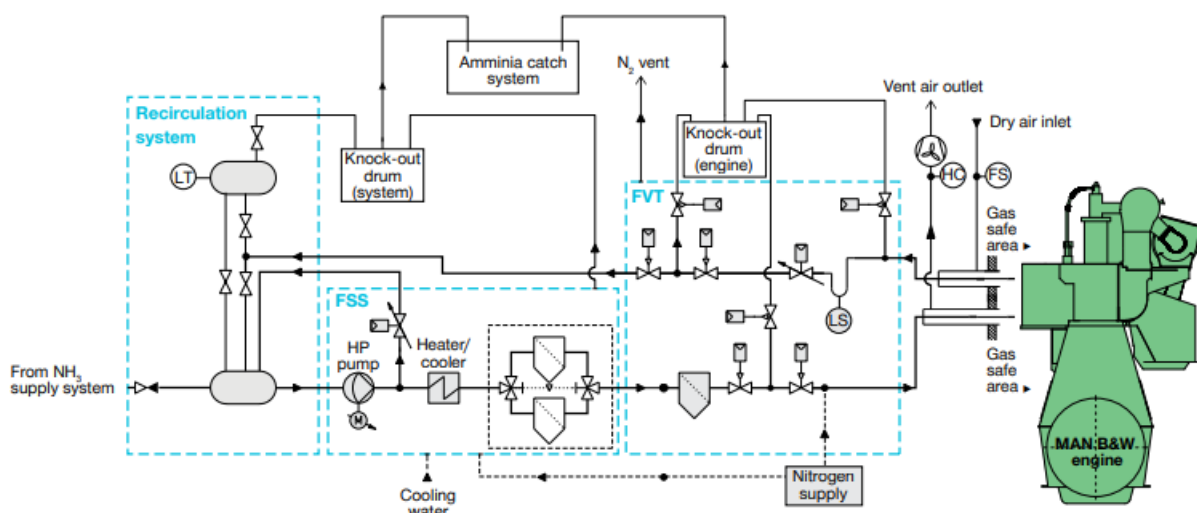 Amminia catch
system
N₂ vent
Vent air outlet
Dry air inlet
Recirculation
system
Knock-out
drum
(system)
Knock-out
drum
(engine)
LT
HC
FS
FVT
Gas
safe
area
FSS
LS
HP
pump
Heater/
cooler
From NH₃
supply system
M
Gas
safe
area
MAN B&W
engine
Nitrogen
supply
Cooling
water